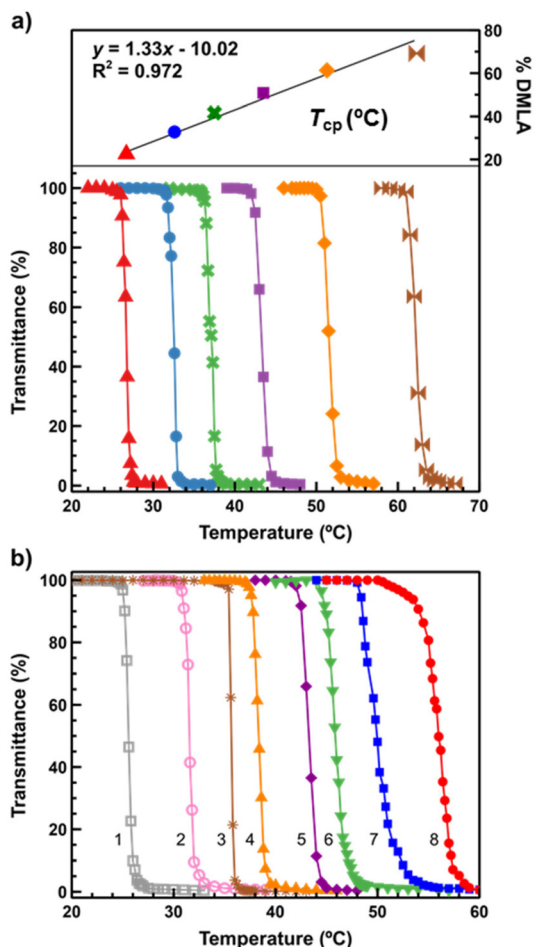 a)
y = 1.33x - 10.02
R² = 0.972
Tcp (ºC)
80
60
40
20
% DMLA
100
80
60
40
20
0
Transmittance (%)
20 30 40 50 60 70
Temperature (ºC)
b)
100
80
60
40
20
0
Transmittance (%)
1 2 3 4 5 6 7 8
20 30 40 50 60
Temperature (ºC)